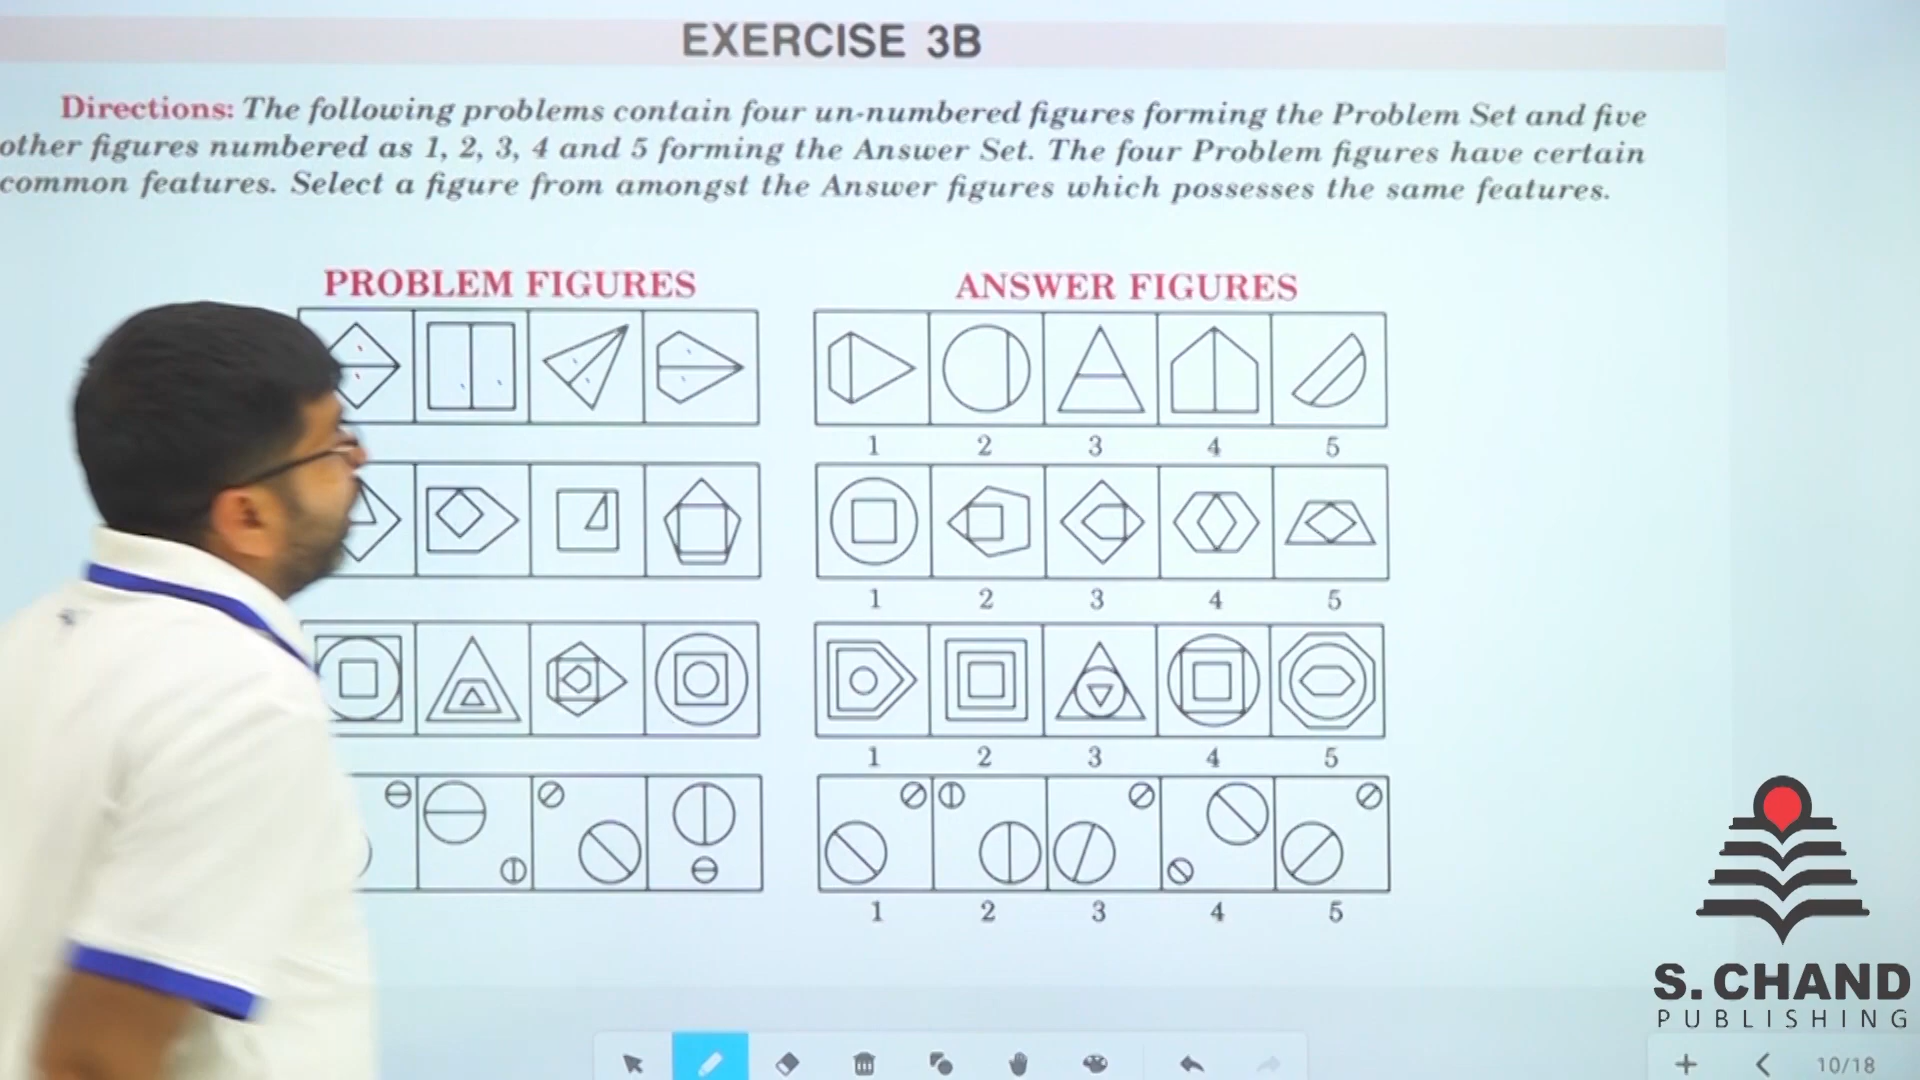 EXERCISE 3B
Directions: The following problems contain four un-numbered figures forming the Problem Set and five
other figures numbered as 1, 2, 3, 4 and 5 forming the Answer Set. The four Problem figures have certain
common features. Select a figure from amongst the Answer figures which possesses the same features.
PROBLEM FIGURES ANSWER FIGURES
1 2 3 4 5
1 2 3 4 5
1 2 3 4 5
1 2 3 4 5
S. CHAND
PUBLISHING
10/18